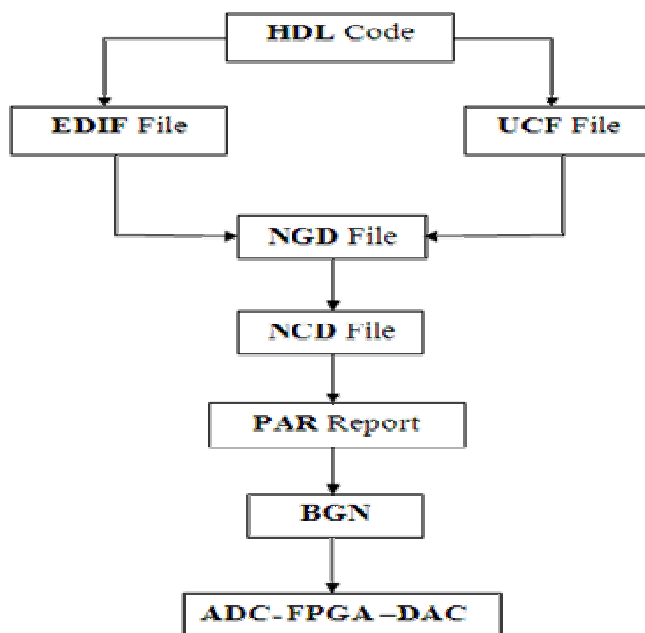 HDL Code
EDIF File
UCF File
NGD File
NCD File
PAR Report
BGN
ADC-FPGA–DAC